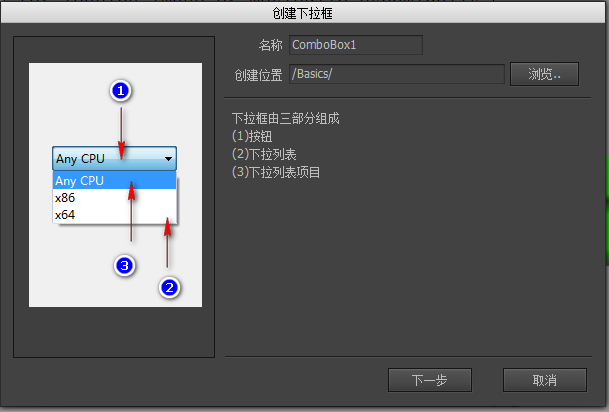 创建下拉框
名称 ComboBox1
创建位置 /Basics/ 浏览..
1
Any CPU
Any CPU
x86
x64
3
2
下拉框由三部分组成
(1)按钮
(2)下拉列表
(3)下拉列表项目
下一步 取消